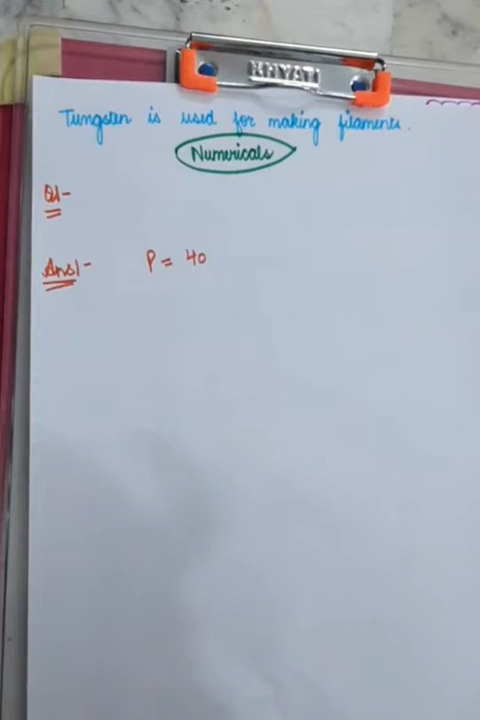 KHYATI
Tungsten is used for making filaments.
Numericals
Q1-
Ans1- P = 40